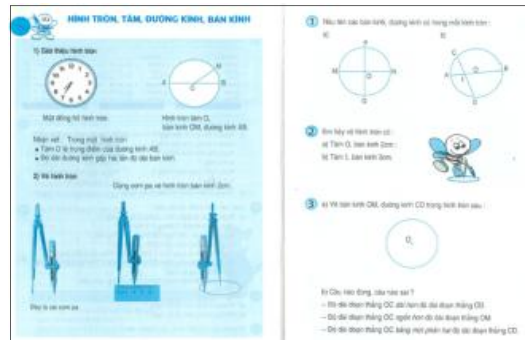 HÌNH TRÒN, TÂM, ĐƯỜNG KÍNH, BÁN KÍNH
1) Giới thiệu hình tròn
M
A
B
O
Mặt đồng hồ hình tròn.
Hình tròn tâm O,
bán kính OM, đường kính AB.
Nhận xét : Trong một hình tròn
• Tâm O là trung điểm của đường kính AB.
• Độ dài đường kính gấp hai lần độ dài bán kính.
2) Vẽ hình tròn
Dùng com pa vẽ hình tròn bán kính 2cm.
Đây là cái com pa
1 Nêu tên các bán kính, đường kính có trong mỗi hình tròn :
a)
b)
P
M
N
O
Q
C
A
O
B
I
D
2 Em hãy vẽ hình tròn có :
a) Tâm O, bán kính 2cm ;
b) Tâm I, bán kính 3cm.
3 a) Vẽ bán kính OM, đường kính CD trong hình tròn sau :
O
b) Câu nào đúng, câu nào sai ?
– Độ dài đoạn thẳng OC dài hơn độ dài đoạn thẳng OD.
– Độ dài đoạn thẳng OC ngắn hơn độ dài đoạn thẳng OM.
– Độ dài đoạn thẳng OC bằng một phần hai độ dài đoạn thẳng CD.